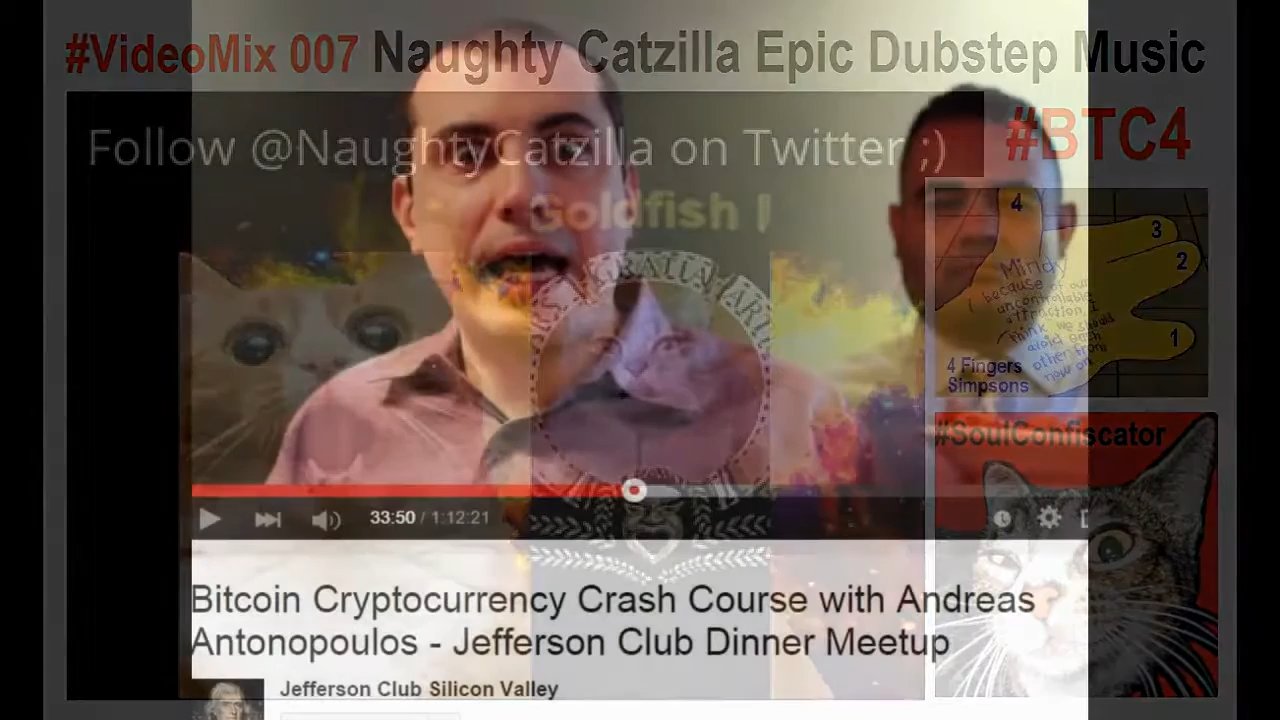 #VideoMix 007 Naughty Catzilla Epic Dubstep Music
Follow @NaughtyCatzilla on Twitter ;)
#BTC4
Goldfish
4
3
2
1
Mindy
because of our
uncontrollable
attraction, I
think we should
avoid each
other from
now on.
4 Fingers
Simpsons
#SoulConfiscator
33:50 / 1:12:21
Bitcoin Cryptocurrency Crash Course with Andreas
Antonopoulos - Jefferson Club Dinner Meetup
Jefferson Club Silicon Valley